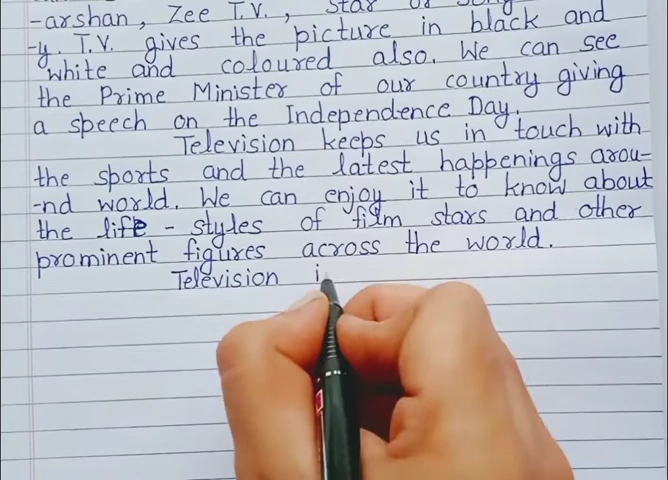 -arshan, Zee T.V., Star or Sony
-y. T.V. gives the picture in black and
white and coloured also. We can see
the Prime Minister of our country giving
a speech on the Independence Day.
Television keeps us in touch with
the sports and the latest happenings arou-
-nd world. We can enjoy it to know about
the life - styles of film stars and other
prominent figures across the world.
Television i